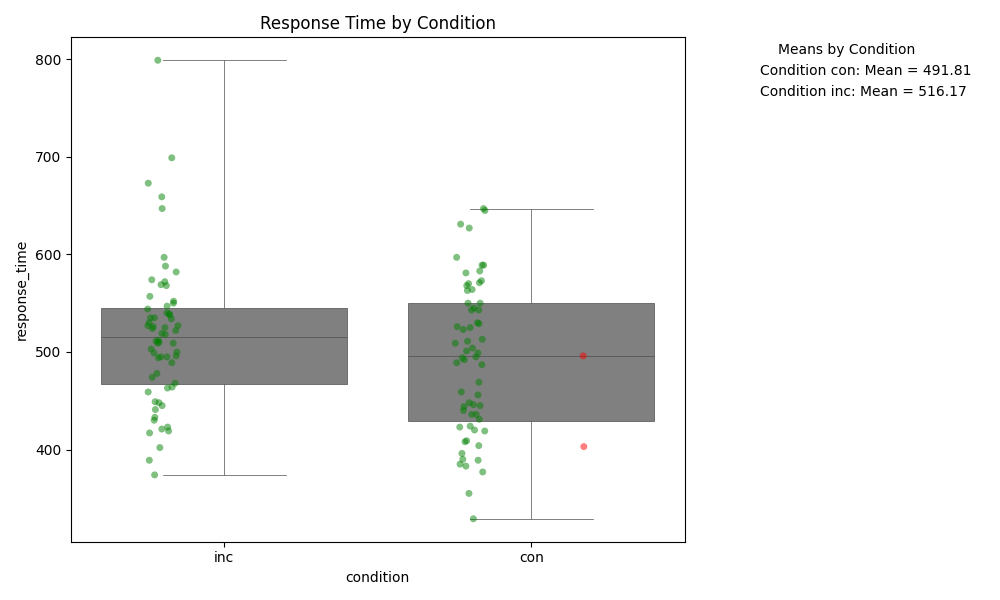 Response Time by Condition
Means by Condition
Condition con: Mean = 491.81
Condition inc: Mean = 516.17
800
700
600
500
400
response_time
inc
con
condition